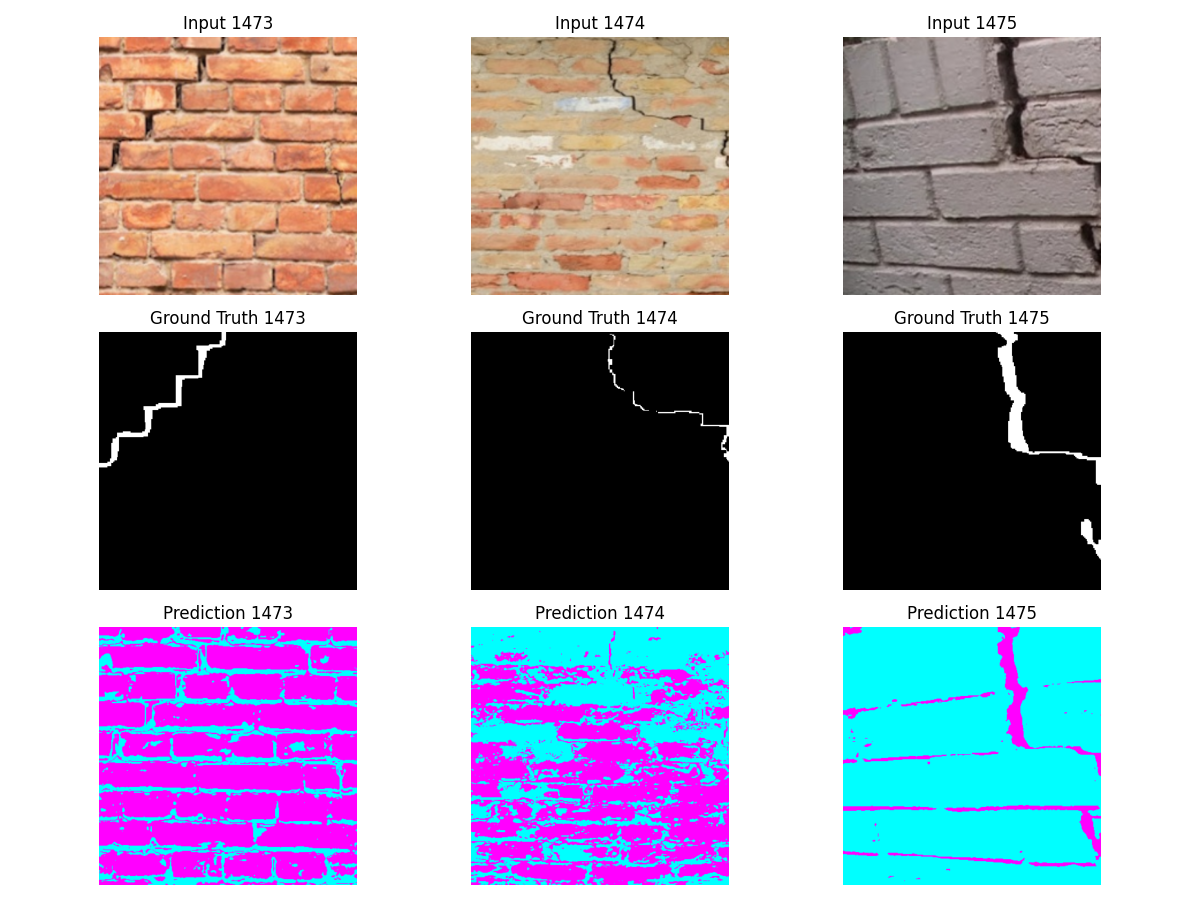 Input 1473
Input 1474
Input 1475
Ground Truth 1473
Ground Truth 1474
Ground Truth 1475
Prediction 1473
Prediction 1474
Prediction 1475